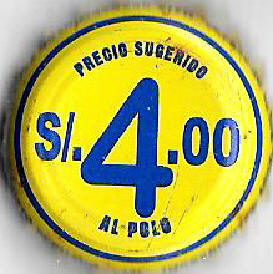 PRECIO SUGERIDO
S/.4.00
AL POLO